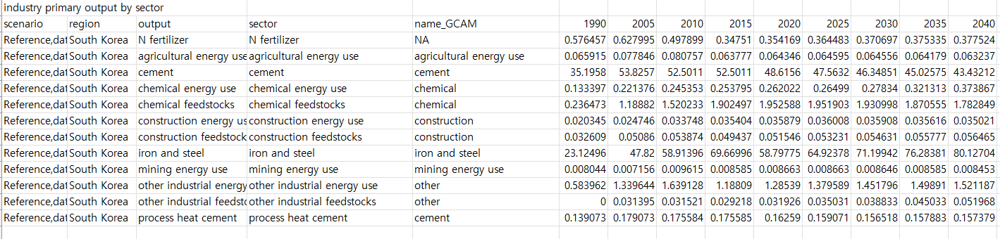 industry primary output by sector
scenario region output sector name_GCAM 1990 2005 2010 2015 2020 2025 2030 2035 2040
Reference,dat South Korea N fertilizer N fertilizer NA 0.576457 0.627995 0.497899 0.34751 0.354169 0.364483 0.370697 0.375335 0.377524
Reference,dat South Korea agricultural energy use agricultural energy use agricultural energy use 0.065915 0.077846 0.080757 0.063777 0.064346 0.064595 0.064556 0.064179 0.063237
Reference,dat South Korea cement cement cement 35.1958 53.8257 52.5011 52.5011 48.6156 47.5632 46.34851 45.02575 43.43212
Reference,dat South Korea chemical energy use chemical energy use chemical 0.133397 0.221376 0.245353 0.253795 0.262022 0.26499 0.27834 0.321313 0.373867
Reference,dat South Korea chemical feedstocks chemical feedstocks chemical 0.236473 1.18882 1.520233 1.902497 1.952588 1.951903 1.930998 1.870555 1.782849
Reference,dat South Korea construction energy us construction energy use construction 0.020345 0.024746 0.033748 0.035404 0.035879 0.036008 0.035908 0.035616 0.035021
Reference,dat South Korea construction feedstock construction feedstocks construction 0.032609 0.05086 0.053874 0.049437 0.051546 0.053231 0.054631 0.055777 0.056465
Reference,dat South Korea iron and steel iron and steel iron and steel 23.12496 47.82 58.91396 69.66996 58.79775 64.92378 71.19942 76.28381 80.12704
Reference,dat South Korea mining energy use mining energy use mining energy use 0.008044 0.007156 0.009615 0.008585 0.008663 0.008663 0.008646 0.008585 0.008453
Reference,dat South Korea other industrial energy other industrial energy use other 0.583962 1.339644 1.639128 1.18809 1.28539 1.379589 1.451796 1.49891 1.521187
Reference,dat South Korea other industrial feedsto other industrial feedstocks other 0 0.031395 0.031521 0.029218 0.031926 0.035031 0.038833 0.045033 0.051968
Reference,dat South Korea process heat cement process heat cement cement 0.139073 0.179073 0.175584 0.175585 0.16259 0.159071 0.156518 0.157883 0.157379